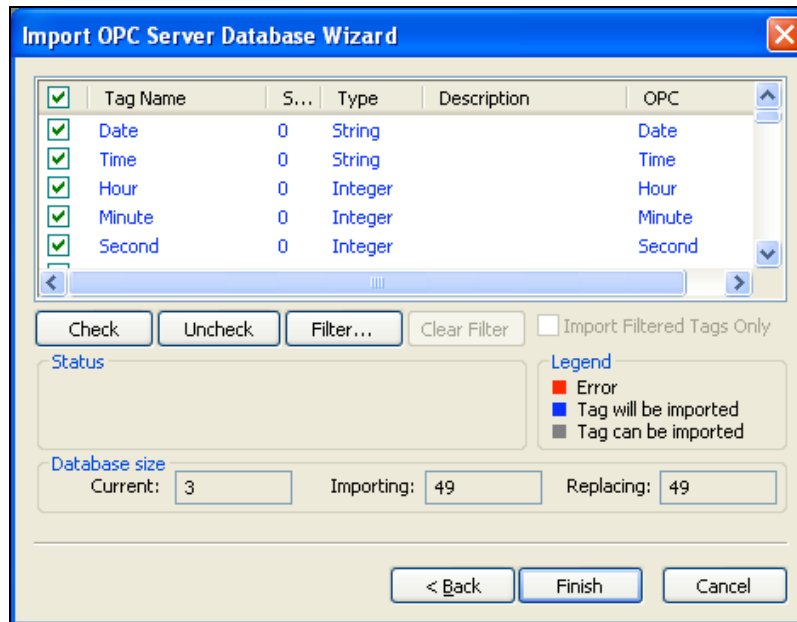 Import OPC Server Database Wizard
Tag Name S... Type Description OPC
Date 0 String Date
Time 0 String Time
Hour 0 Integer Hour
Minute 0 Integer Minute
Second 0 Integer Second
Check Uncheck Filter... Clear Filter Import Filtered Tags Only
Status
Legend
Error
Tag will be imported
Tag can be imported
Database size
Current: 3 Importing: 49 Replacing: 49
< Back Finish Cancel